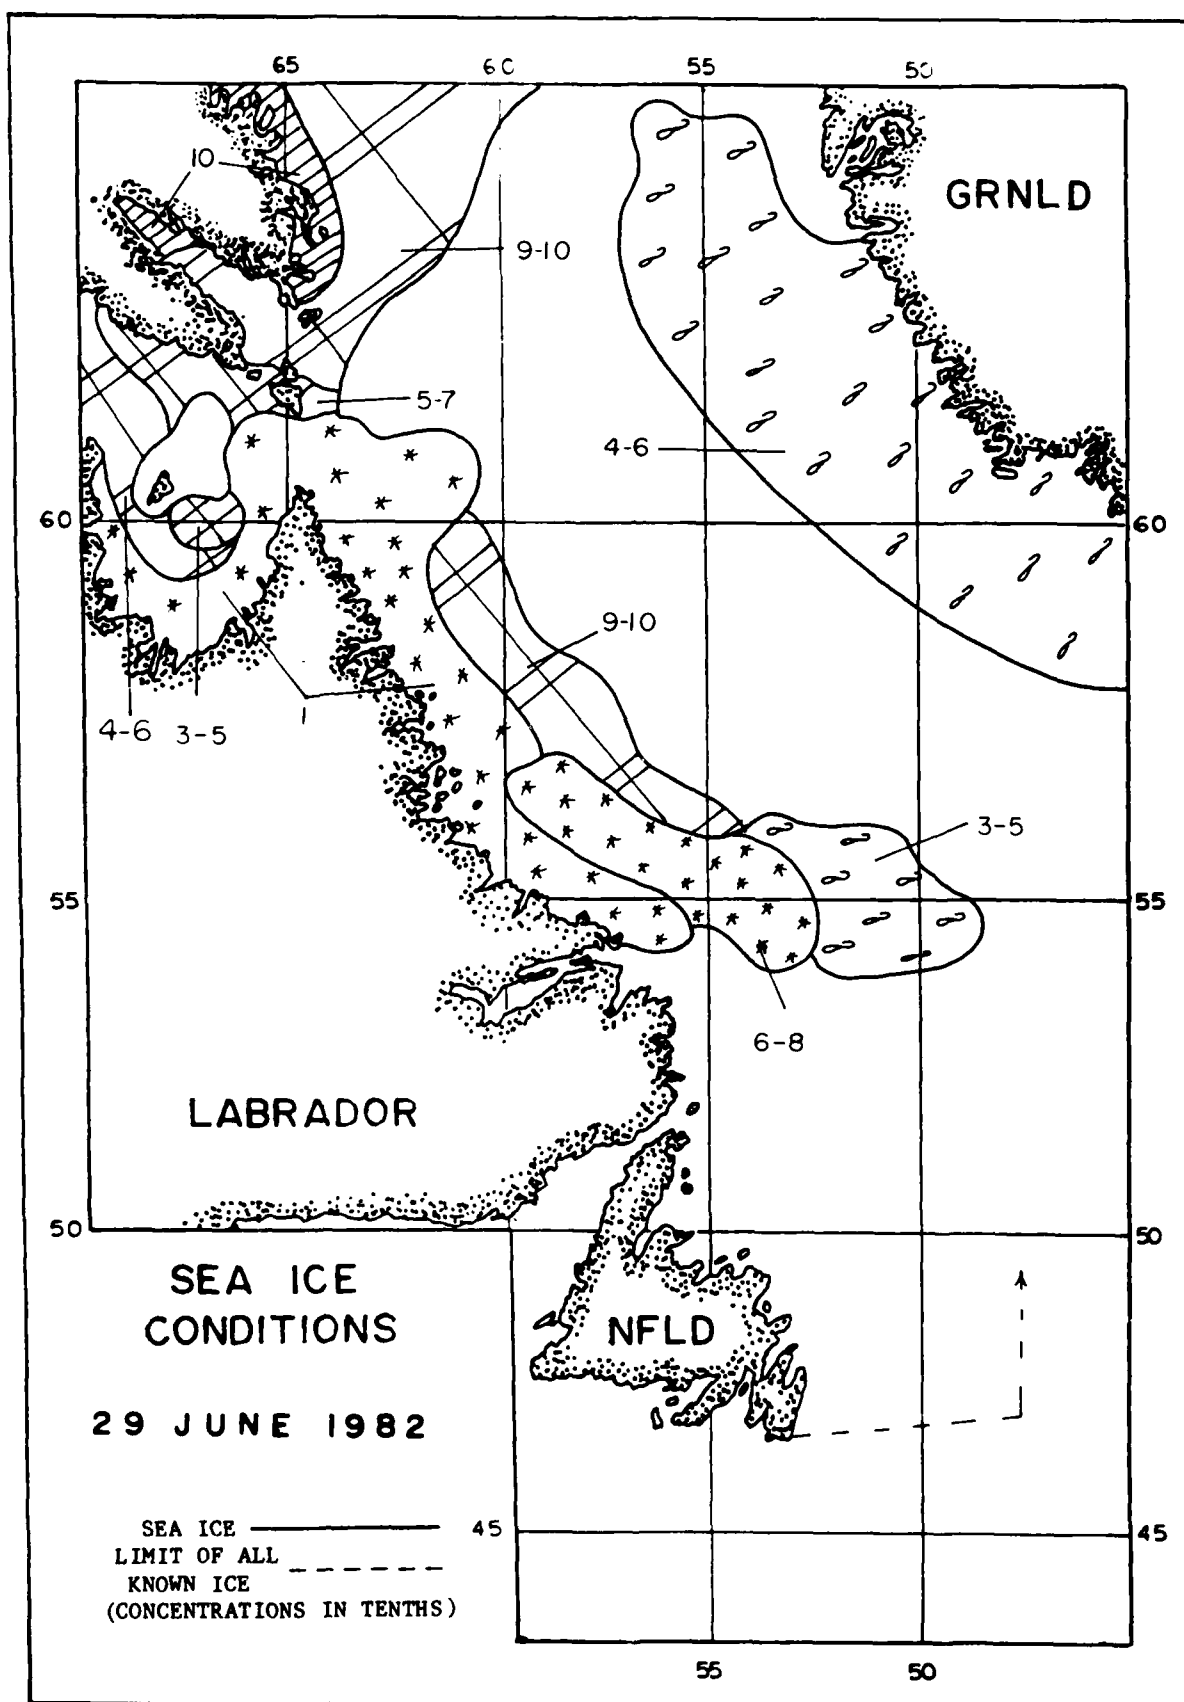 65 60 55 50
10
GRNLD
9-10
5-7
4-6
60 60
9-10
4-6 3-5 1
3-5
55 55
6-8
LABRADOR
50 50
SEA ICE
CONDITIONS
NFLD
29 JUNE 1982
SEA ICE
45 45
LIMIT OF ALL
KNOWN ICE
(CONCENTRATIONS IN TENTHS)
55 50